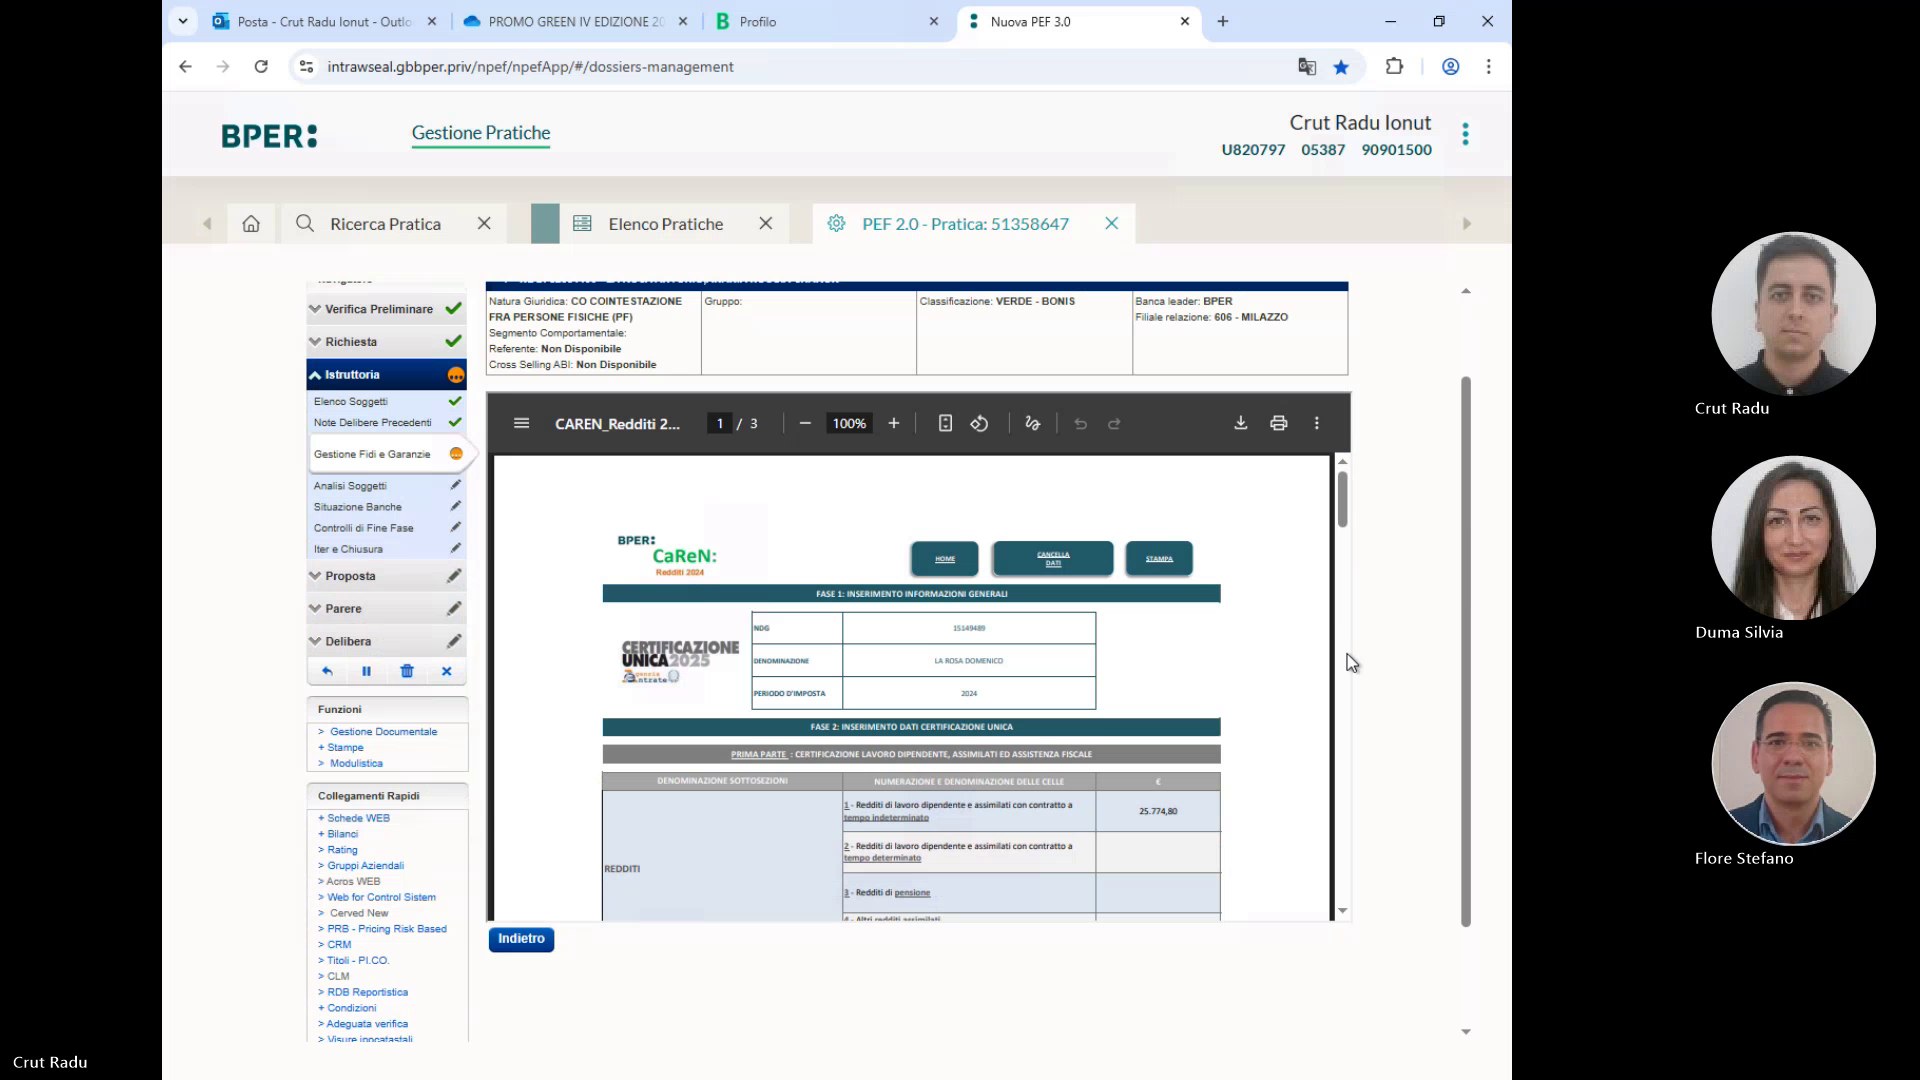 Posta - Crut Radu Ionut - Outlo
PROMO GREEN IV EDIZIONE 20
Profilo
Nuova PEF 3.0
intrawseal.gbbper.priv/npef/npefApp/#/dossiers-management
BPER:
Gestione Pratiche
Crut Radu Ionut
U820797 05387 90901500
Ricerca Pratica
Elenco Pratiche
PEF 2.0 - Pratica: 51358647
Verifica Preliminare
Richiesta
Istruttoria
Elenco Soggetti
Note Delibere Precedenti
Gestione Fidi e Garanzie
Analisi Soggetti
Situazione Banche
Controlli di Fine Fase
Iter e Chiusura
Proposta
Parere
Delibera
Funzioni
> Gestione Documentale
+ Stampe
> Modulistica
Collegamenti Rapidi
+ Schede WEB
+ Bilanci
> Rating
> Gruppi Aziendali
> Acros WEB
> Web for Control Sistem
> Cerved New
> PRB - Pricing Risk Based
> CRM
> Titoli - PI.CO.
> CLM
> RDB Reportistica
+ Condizioni
> Adeguata verifica
> Visure ipocatastali
Natura Giuridica: CO COINTESTAZIONE
FRA PERSONE FISICHE (PF)
Segmento Comportamentale:
Referente: Non Disponibile
Cross Selling ABI: Non Disponibile
Gruppo:
Classificazione: VERDE - BONIS
Banca leader: BPER
Filiale relazione: 606 - MILAZZO
CAREN_Redditi 2...
1 / 3
100%
BPER:
CaReN:
Redditi 2024
HOME
CANCELLA
DATI
STAMPA
FASE 1: INSERIMENTO INFORMAZIONI GENERALI
CERTIFICAZIONE
UNICA2025
NDG 15149489
DENOMINAZIONE LA ROSA DOMENICO
PERIODO D'IMPOSTA 2024
FASE 2: INSERIMENTO DATI CERTIFICAZIONE UNICA
PRIMA PARTE : CERTIFICAZIONE LAVORO DIPENDENTE, ASSIMILATI ED ASSISTENZA FISCALE
DENOMINAZIONE SOTTOSEZIONI NUMERAZIONE E DENOMINAZIONE DELLE CELLE €
REDDITI
1 - Redditi di lavoro dipendente e assimilati con contratto a
tempo indeterminato
25.774,80
2 - Redditi di lavoro dipendente e assimilati con contratto a
tempo determinato
3 - Redditi di pensione
4 - Altri redditi assimilati
Indietro
Crut Radu
Duma Silvia
Flore Stefano
Crut Radu